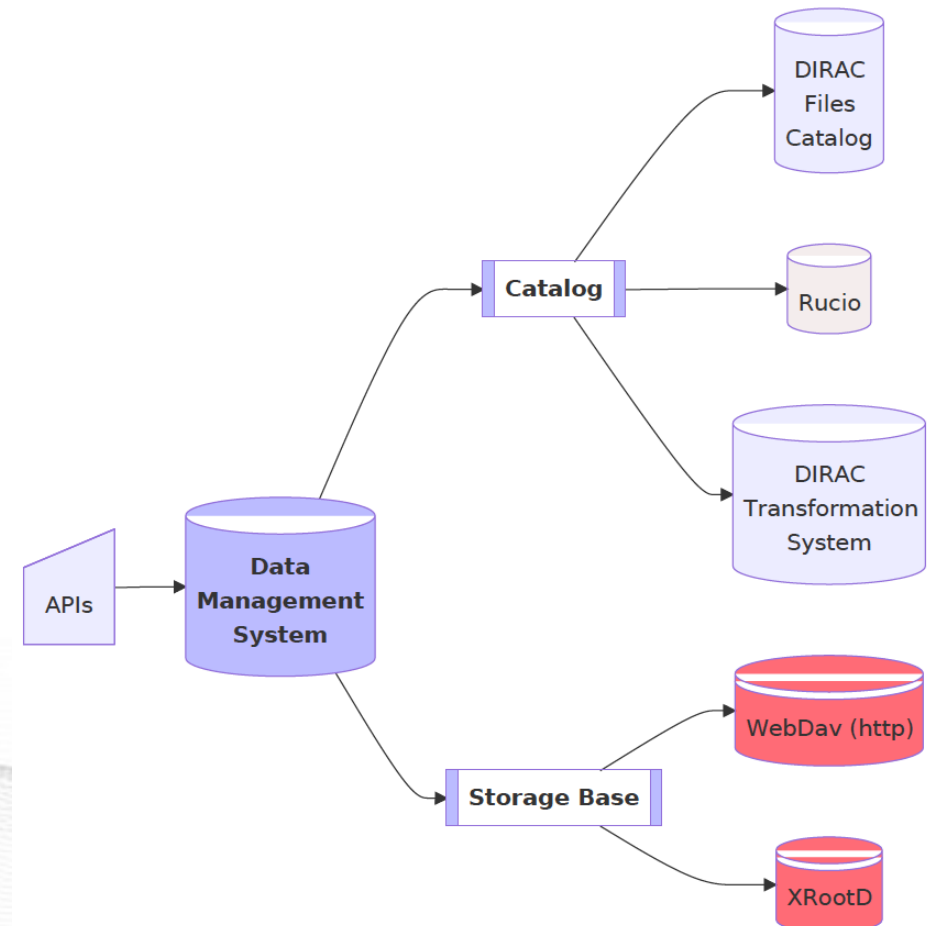 DIRAC
Files
Catalog
Catalog
Rucio
DIRAC
Transformation
System
Data
Management
System
APIs
WebDav (http)
Storage Base
XRootD